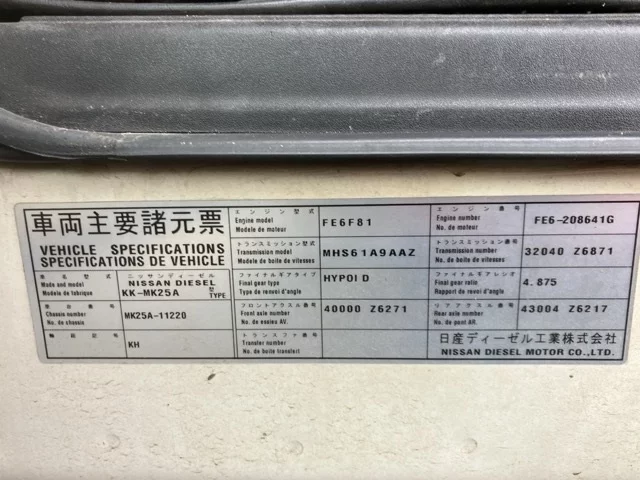 車両主要諸元票
VEHICLE SPECIFICATIONS
SPECIFICATIONS DE VEHICLE
車名型式
Made and model
Modele de fabrique
ニッサンディーゼル
NISSAN DIESEL
KK-MK25A 型 TYPE
車台番号
Chassis number
No. de chassis
MK25A-11220
KH
エンジン型式
Engine model
Modele de moteur
FE6F81
エンジン番号
Engine number
No. de moteur
FE6-208641G
トランスミッション型式
Transmission model
Modele de boite de vitesses
MHS61A9AAZ
トランスミッション番号
Transmission number
No. de boite de vitesses
32040 Z6871
ファイナルギアタイプ
Final gear type
Type de renvoi d'angle
HYPOID
ファイナルギアレシオ
Final gear ratio
Rapport de renvoi d'angle
4.875
フロントアクスル番号
Front axle number
No. de essieu AV.
40000 Z6271
リアアクスル番号
Rear axle number
No. de pont AR.
43004 Z6217
トランスファ番号
Transfer number
No. de boite transfert
日産ディーゼル工業株式会社
NISSAN DIESEL MOTOR CO.,LTD.